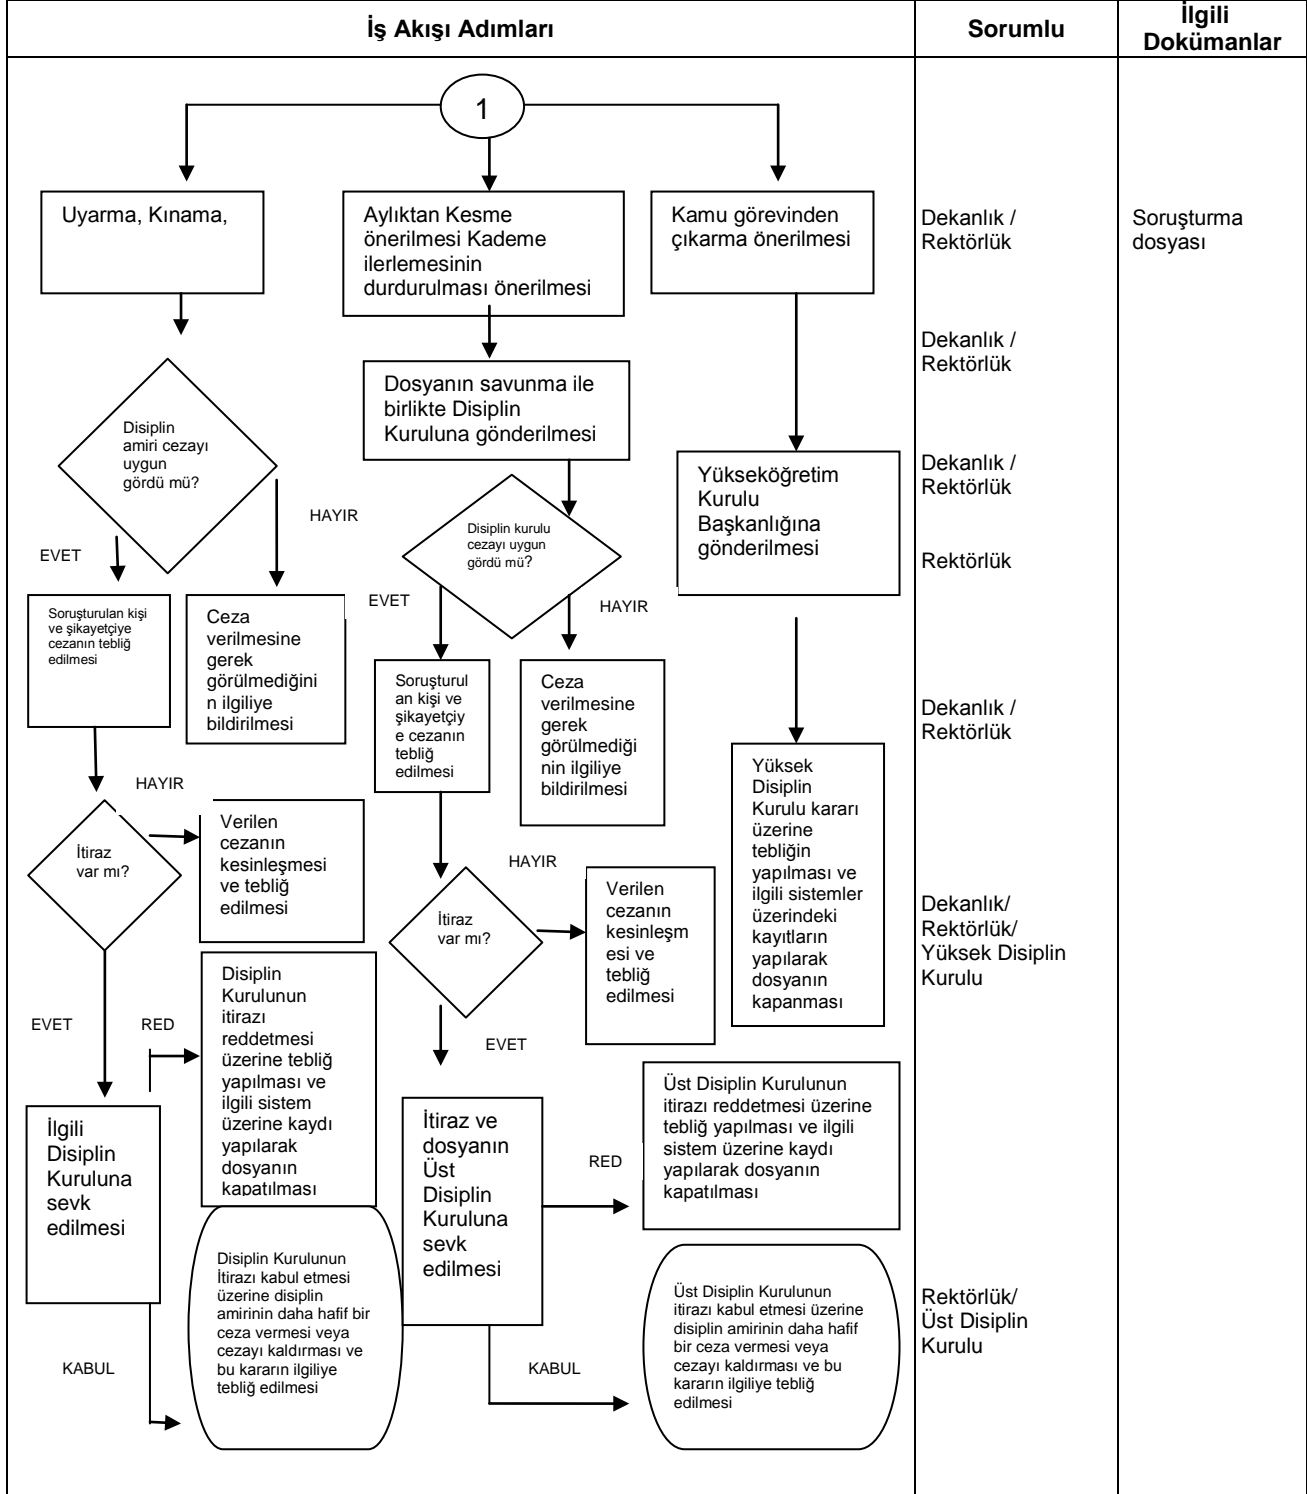 İş Akışı Adımları
Sorumlu
İlgili
Dokümanlar
1
Uyarma, Kınama,
Aylıktan Kesme
önerilmesi Kademe
ilerlemesinin
durdurulması önerilmesi
Kamu görevinden
çıkarma önerilmesi
Dekanlık /
Rektörlük
Soruşturma
dosyası
Dekanlık /
Rektörlük
Dosyanın savunma ile
birlikte Disiplin
Kuruluna gönderilmesi
Disiplin
amiri cezayı
uygun
gördü mü?
Yükseköğretim
Kurulu
Başkanlığına
gönderilmesi
Dekanlık /
Rektörlük
HAYIR
Disiplin kurulu
cezayı uygun
gördü mü?
EVET
Rektörlük
EVET
HAYIR
Soruşturulan kişi
ve şikayetçiye
cezanın tebliğ
edilmesi
Ceza
verilmesine
gerek
görülmediğini
n ilgiliye
bildirilmesi
Soruşturul
an kişi ve
şikayetçiy
e cezanın
tebliğ
edilmesi
Ceza
verilmesine
gerek
görülmediği
nin ilgiliye
bildirilmesi
Dekanlık /
Rektörlük
Yüksek
Disiplin
Kurulu kararı
üzerine
tebliğin
yapılması ve
ilgili sistemler
üzerindeki
kayıtların
yapılarak
dosyanın
kapanması
HAYIR
İtiraz
var mı?
Verilen
cezanın
kesinleşmesi
ve tebliğ
edilmesi
HAYIR
İtiraz
var mı?
Verilen
cezanın
kesinleşm
esi ve
tebliğ
edilmesi
Dekanlık/
Rektörlük/
Yüksek Disiplin
Kurulu
EVET
RED
Disiplin
Kurulunun
itirazı
reddetmesi
üzerine tebliğ
yapılması ve
ilgili sistem
üzerine kaydı
yapılarak
dosyanın
kapatılması
EVET
İlgili
Disiplin
Kuruluna
sevk
edilmesi
İtiraz ve
dosyanın
Üst
Disiplin
Kuruluna
sevk
edilmesi
RED
Üst Disiplin Kurulunun
itirazı reddetmesi üzerine
tebliğ yapılması ve ilgili
sistem üzerine kaydı
yapılarak dosyanın
kapatılması
Disiplin Kurulunun
İtirazı kabul etmesi
üzerine disiplin
amirinin daha hafif bir
ceza vermesi veya
cezayı kaldırması ve
bu kararın ilgiliye
tebliğ edilmesi
Üst Disiplin Kurulunun
itirazı kabul etmesi üzerine
disiplin amirinin daha hafif
bir ceza vermesi veya
cezayı kaldırması ve bu
kararın ilgiliye tebliğ
edilmesi
Rektörlük/
Üst Disiplin
Kurulu
KABUL
KABUL